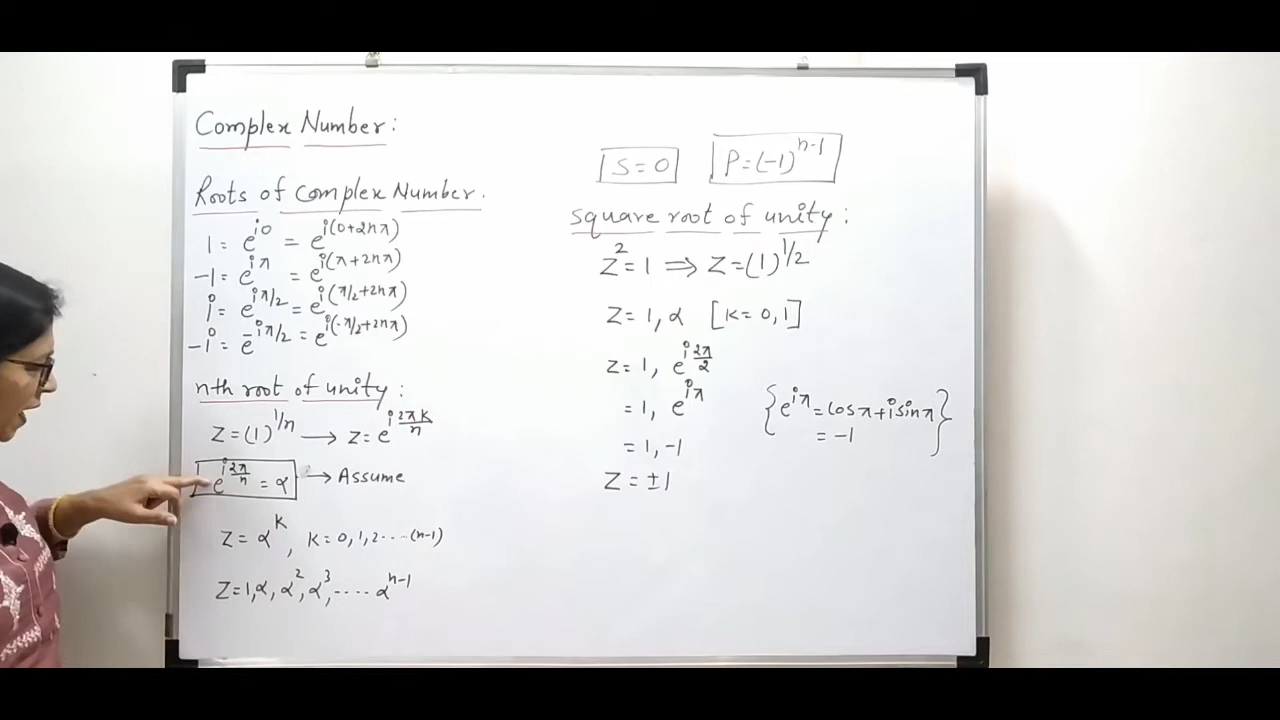 Complex Number:
Roots of Complex Number.
1 = e^{i0} = e^{i(0+2nπ)}
-1 = e^{iπ} = e^{i(π+2nπ)}
i = e^{iπ/2} = e^{i(π/2+2nπ)}
-i = e^{-iπ/2} = e^{i(-π/2+2nπ)}
nth root of unity:
Z = (1)^{1/n} → z = e^{i2πk/n}
e^{i2π/n} = α → Assume
Z = α^k, k = 0,1,2....(n-1)
Z = 1, α, α², α³, ..... α^{n-1}
S = 0 P = (-1)^{n-1}
square root of unity:
Z² = 1 ⇒ Z = (1)^{1/2}
Z = 1, α [k = 0, 1]
z = 1, e^{i2π/2}
= 1, e^{iπ}
= 1, -1
Z = ±1
{e^{iπ} = cosπ + i sinπ
= -1}